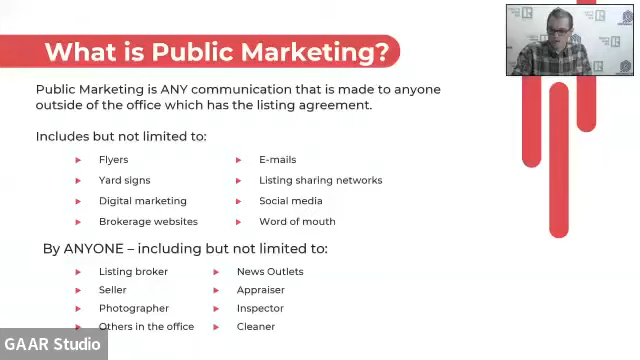 What is Public Marketing?
Public Marketing is ANY communication that is made to anyone
outside of the office which has the listing agreement.
Includes but not limited to:
Flyers
Yard signs
Digital marketing
Brokerage websites
E-mails
Listing sharing networks
Social media
Word of mouth
By ANYONE – including but not limited to:
Listing broker
Seller
Photographer
Others in the office
News Outlets
Appraiser
Inspector
Cleaner
GAAR Studio